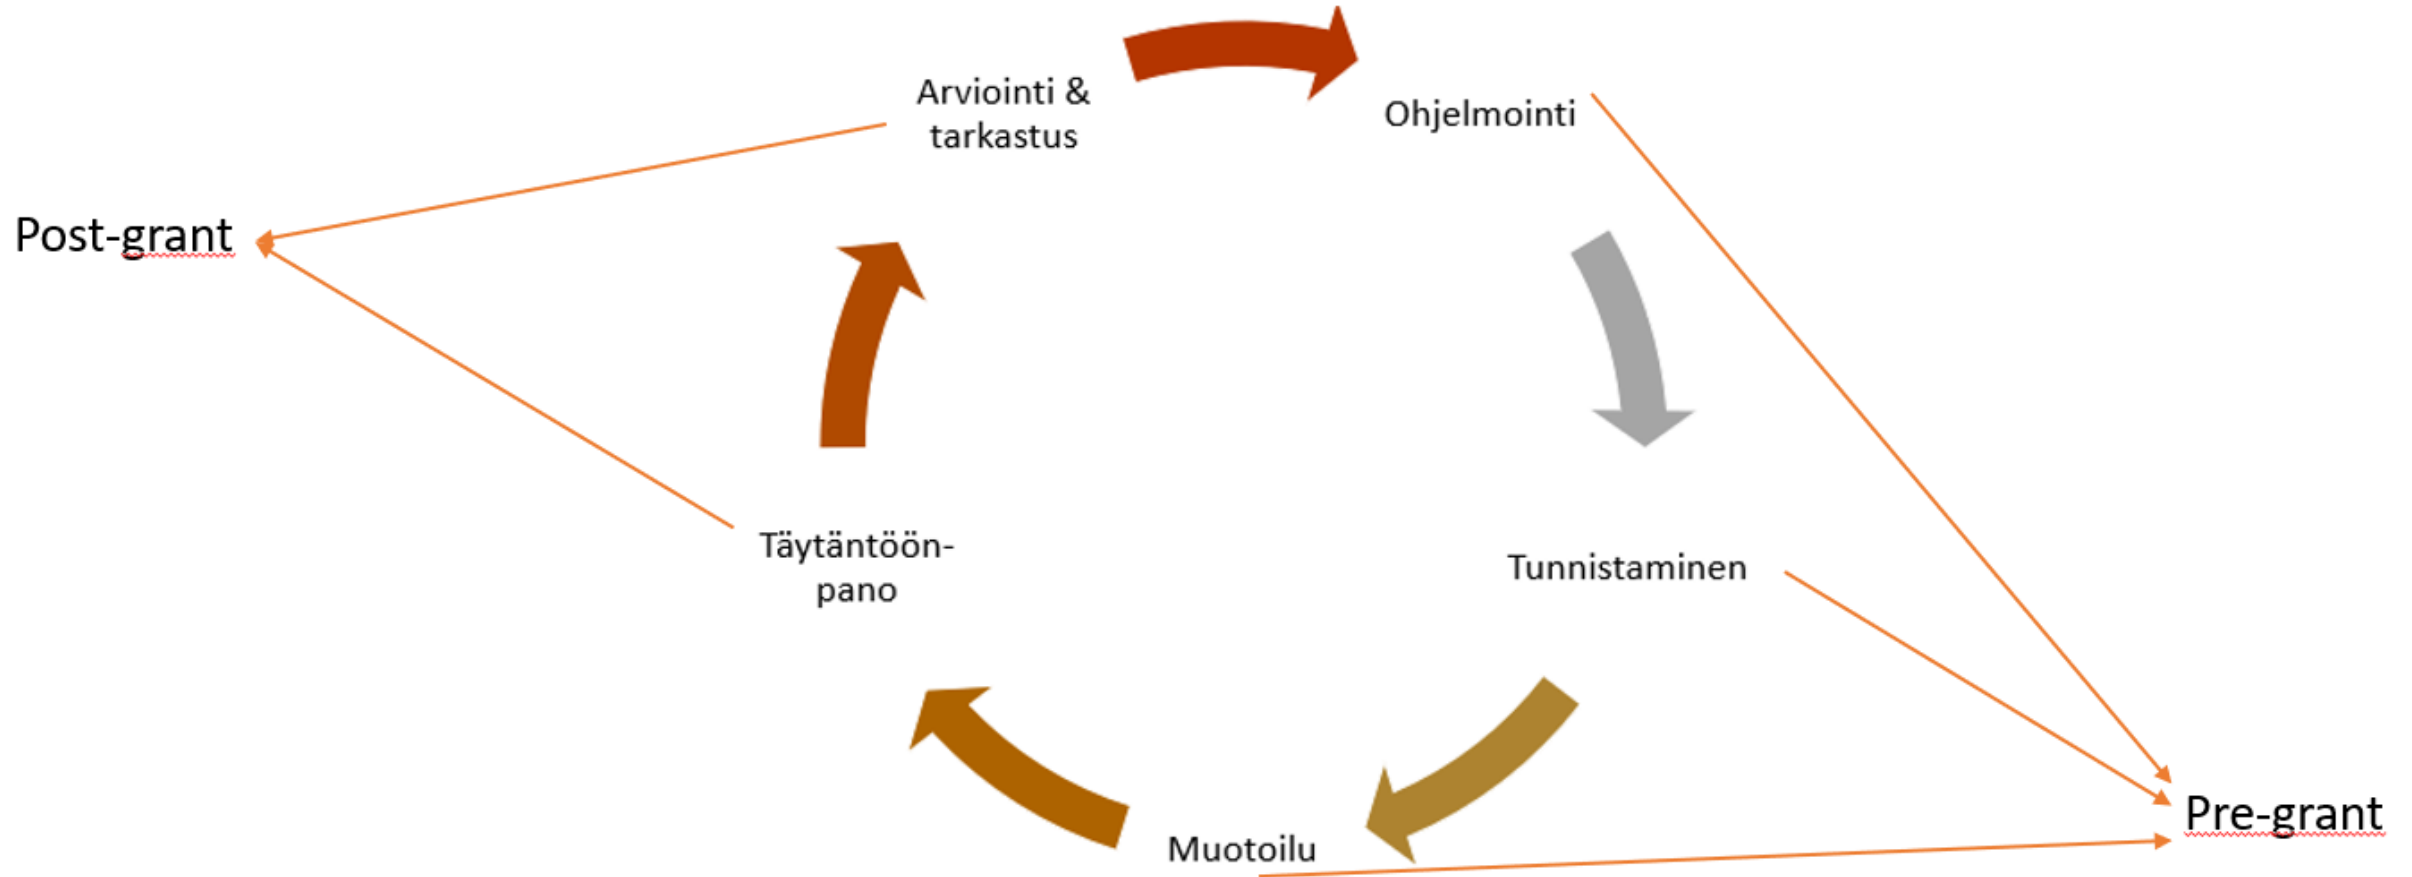 Arviointi &
tarkastus
Ohjelmointi
Post-grant
Täytäntöön-
pano
Tunnistaminen
Muotoilu
Pre-grant